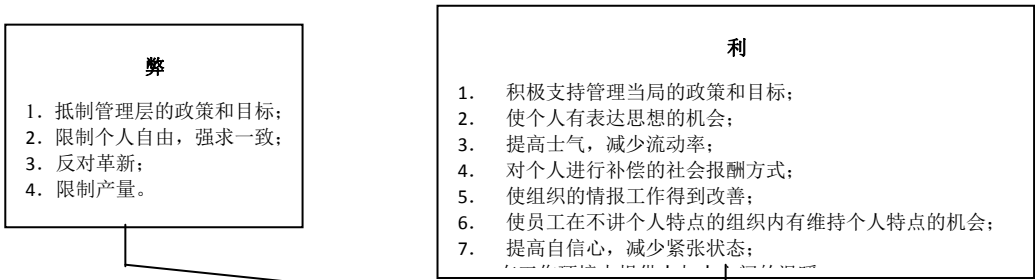 弊
1. 抵制管理层的政策和目标;
2. 限制个人自由，强求一致;
3. 反对革新;
4. 限制产量。
利
1. 积极支持管理当局的政策和目标;
2. 使个人有表达思想的机会;
3. 提高士气，减少流动率;
4. 对个人进行补偿的社会报酬方式;
5. 使组织的情报工作得到改善;
6. 使员工在不讲个人特点的组织内有维持个人特点的机会;
7. 提高自信心，减少紧张状态;